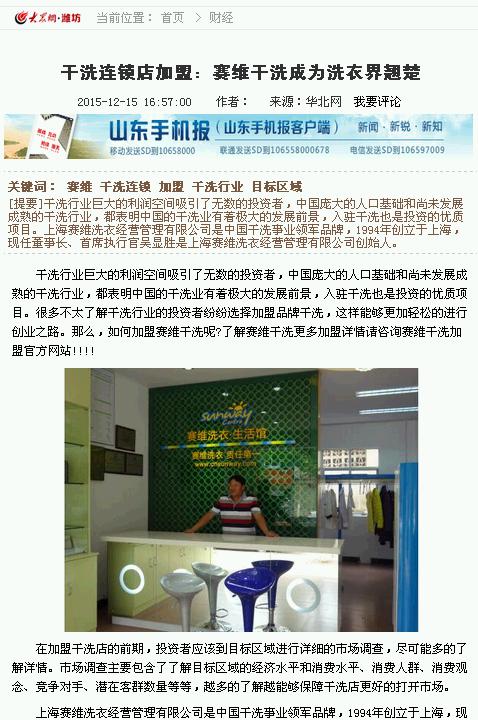 大众网·潍坊 当前位置： 首页 > 财经
干洗连锁店加盟：赛维干洗成为洗衣界翘楚
2015-12-15 16:57:00 作者： 来源：华北网 我要评论
山东手机报（山东手机报客户端） 新闻·新锐·新知
移动发送SD到10658000 联通发送SD到106558000678 电信发送SD到106597009
关键词： 赛维 干洗连锁 加盟 干洗行业 目标区域
[提要]干洗行业巨大的利润空间吸引了无数的投资者，中国庞大的人口基础和尚未发展
成熟的干洗行业，都表明中国的干洗业有着极大的发展前景，入驻干洗也是投资的优质
项目。上海赛维洗衣经营管理有限公司是中国干洗事业领军品牌，1994年创立于上海，
现任董事长、首席执行官吴显胜是上海赛维洗衣经营管理有限公司创始人。
干洗行业巨大的利润空间吸引了无数的投资者，中国庞大的人口基础和尚未发展成
熟的干洗行业，都表明中国的干洗业有着极大的发展前景，入驻干洗也是投资的优质项
目。很多不太了解干洗行业的投资者纷纷选择加盟品牌干洗，这样能够更加轻松的进行
创业之路。那么，如何加盟赛维干洗呢?了解赛维干洗更多加盟详情请咨询赛维干洗加
盟官方网站!!!!
sunway
Centre
赛维洗衣·生活馆
赛维洗衣 责任第一
www.cnsunway.com
在加盟干洗店的前期，投资者应该到目标区域进行详细的市场调查，尽可能多的了
解详情。市场调查主要包含了了解目标区域的经济水平和消费水平、消费人群、消费观
念、竞争对手、潜在客群数量等等，越多的了解越能够保障干洗店更好的打开市场。
上海赛维洗衣经营管理有限公司是中国干洗事业领军品牌，1994年创立于上海，现